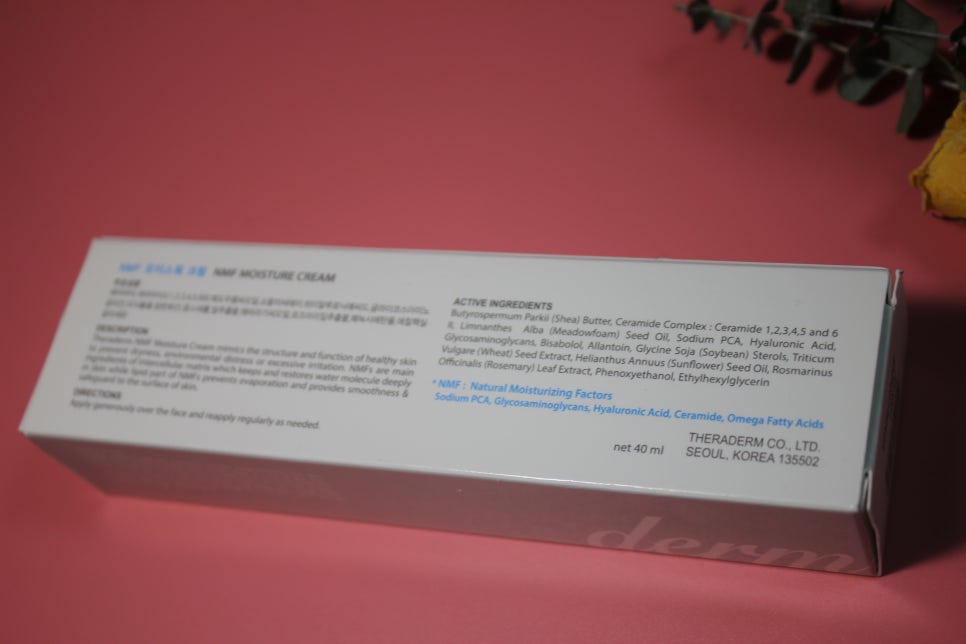 NMF 모이스춰 크림 NMF MOISTURE CREAM
DESCRIPTION
Theraderm NMF Moisture Cream mimics the structure and function of healthy skin
to prevent dryness, environmental distress or excessive irritation. NMFs are main
ingredients of intercellular matrix which keeps and restores water molecule deeply
in skin while lipid part of NMFs prevents evaporation and provides smoothness &
safeguard to the surface of skin.
DIRECTIONS
Apply generously over the face and reapply regularly as needed.
ACTIVE INGREDIENTS
Butyrospermum Parkii (Shea) Butter, Ceramide Complex : Ceramide 1,2,3,4,5 and 6
II, Limnanthes Alba (Meadowfoam) Seed Oil, Sodium PCA, Hyaluronic Acid,
Glycosaminoglycans, Bisabolol, Allantoin, Glycine Soja (Soybean) Sterols, Triticum
Vulgare (Wheat) Seed Extract, Helianthus Annuus (Sunflower) Seed Oil, Rosmarinus
Officinalis (Rosemary) Leaf Extract, Phenoxyethanol, Ethylhexylglycerin
* NMF : Natural Moisturizing Factors
Sodium PCA, Glycosaminoglycans, Hyaluronic Acid, Ceramide, Omega Fatty Acids
net 40 ml
THERADERM CO., LTD.
SEOUL, KOREA 135502
derm